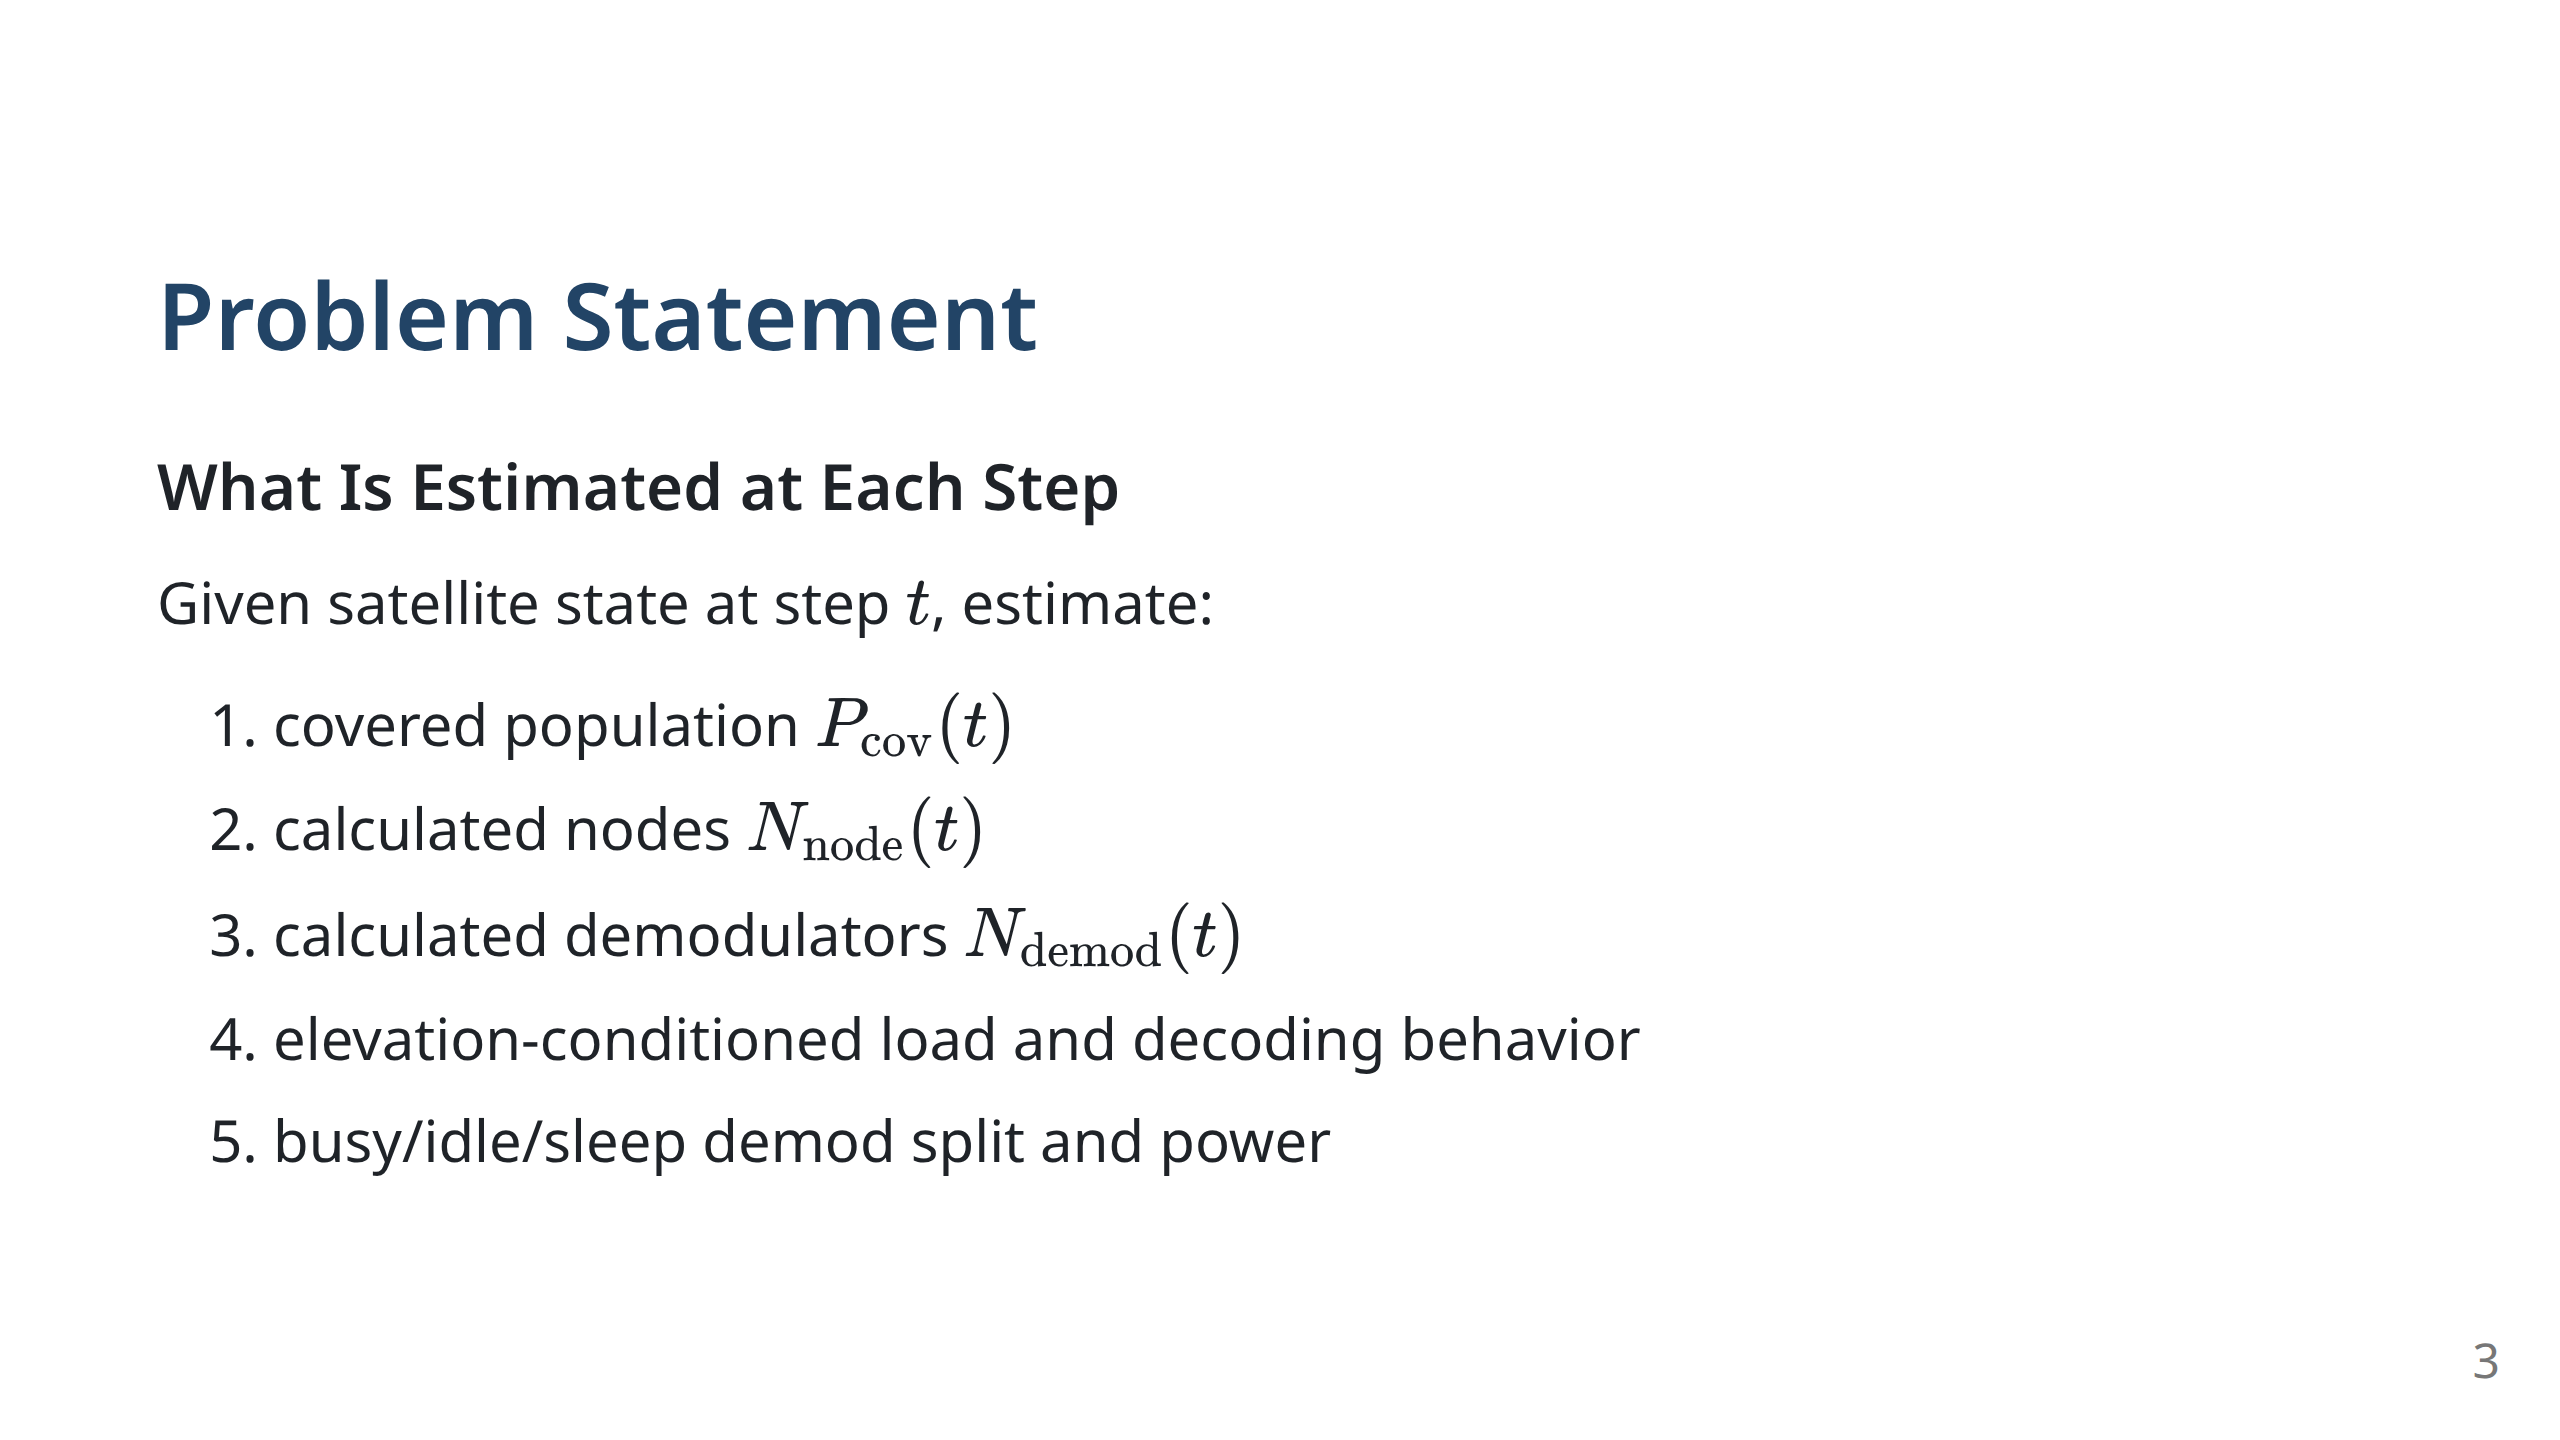 Problem Statement
What Is Estimated at Each Step
Given satellite state at step t, estimate:
1. covered population P_cov(t)
2. calculated nodes N_node(t)
3. calculated demodulators N_demod(t)
4. elevation-conditioned load and decoding behavior
5. busy/idle/sleep demod split and power
3